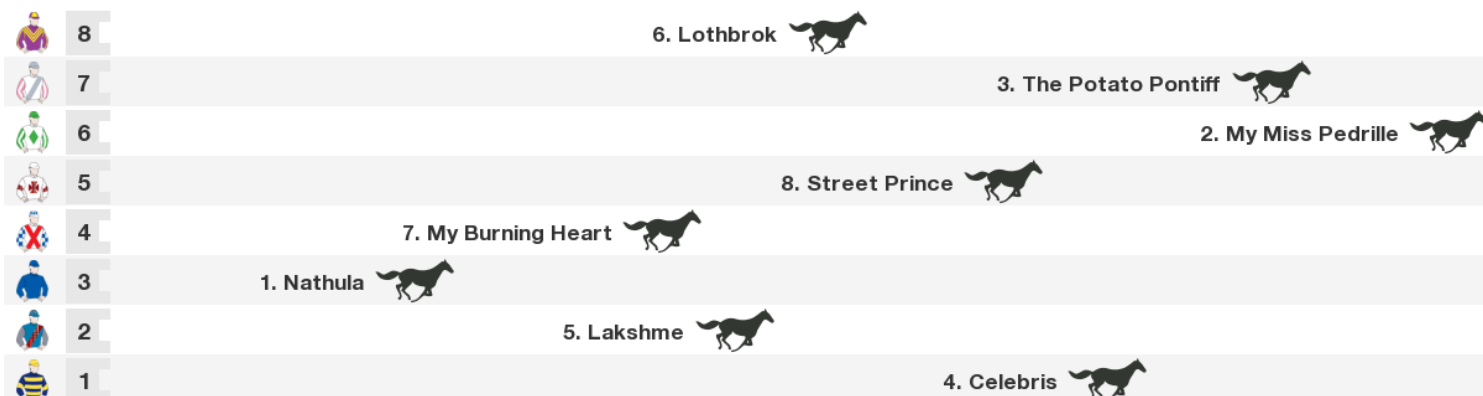 8 6. Lothbrok
7 3. The Potato Pontiff
6 2. My Miss Pedrille
5 8. Street Prince
4 7. My Burning Heart
3 1. Nathula
2 5. Lakshme
1 4. Celebris